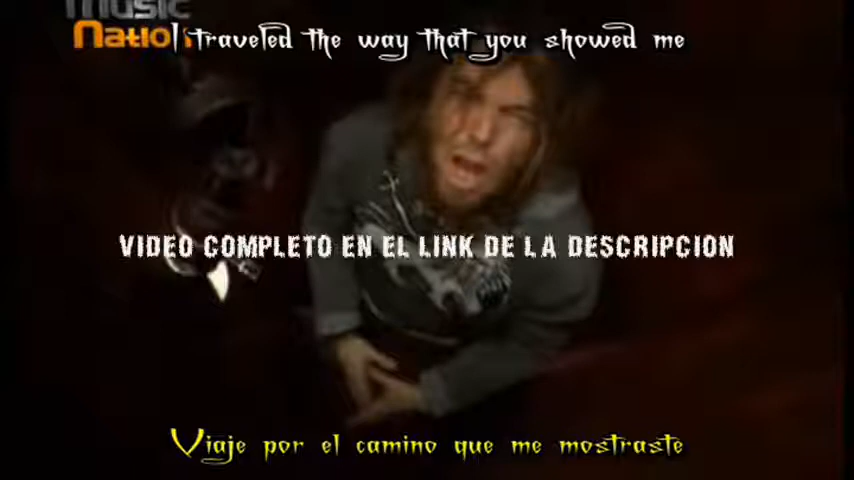 Music
Nation
I traveled the way that you showed me
VIDEO COMPLETO EN EL LINK DE LA DESCRIPCION
Viaje por el camino que me mostraste